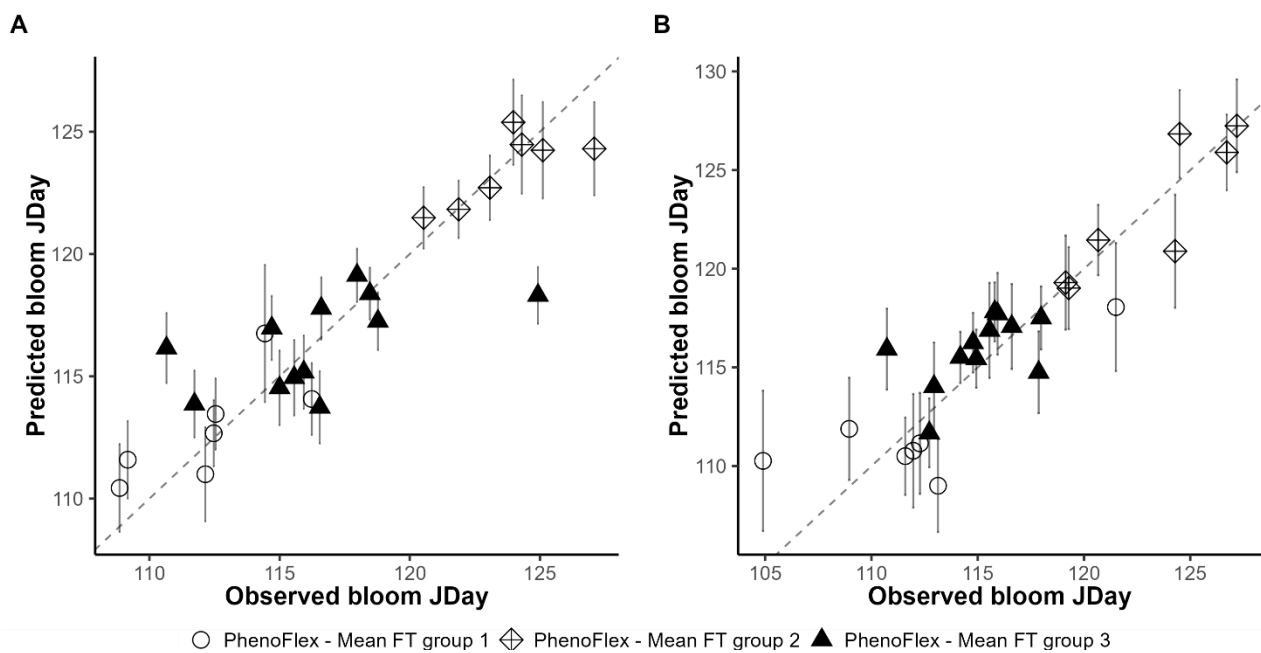 A
B
125
120
115
110
Predicted bloom JDay
110
115
120
125
Observed bloom JDay
130
125
120
115
110
Predicted bloom JDay
105
110
115
120
125
Observed bloom JDay
PhenoFlex - Mean FT group 1
PhenoFlex - Mean FT group 2
PhenoFlex - Mean FT group 3